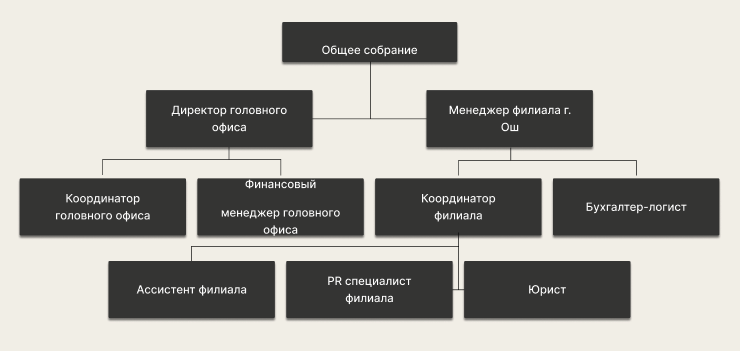 Общее собрание
Директор головного
офиса
Менеджер филиала г.
Ош
Координатор
головного офиса
Финансовый
менеджер головного
офиса
Координатор
филиала
Бухгалтер-логист
Ассистент филиала
PR специалист
филиала
Юрист